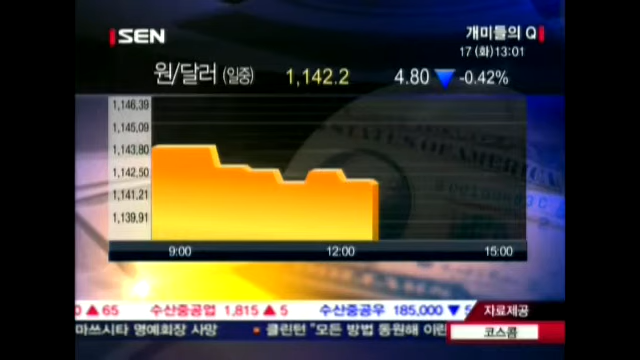 SEN
개미들의 Q
17 (화)13:01
원/달러 (일중) 1,142.2 4.80 -0.42%
1,146.39
1,145.09
1,143.80
1,142.50
1,141.21
1,139.91
9:00 12:00 15:00
0 ▲ 65 수산중공업 1,815 ▲ 5 수산중공우 185,000 ▼ 5
자료제공
마쓰시타 명예회장 사망 클린턴 "모든 방법 동원해 이란
코스콤